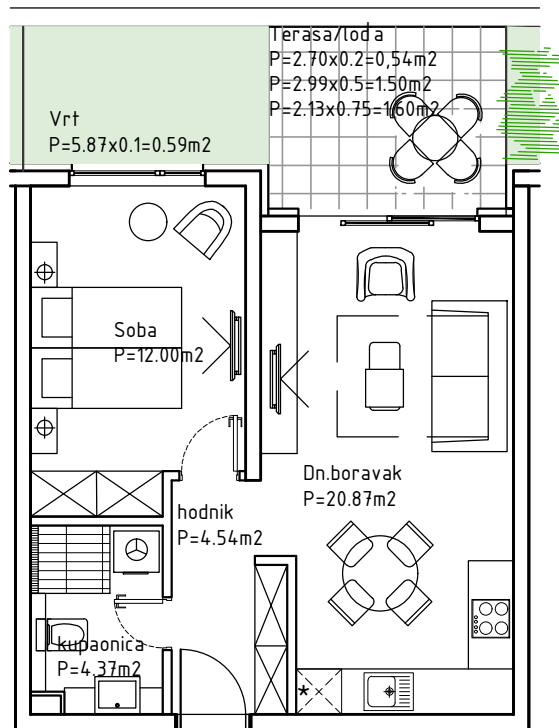 Terasa/lođa
P=2.70x0.2=0,54m2
P=2.99x0.5=1.50m2
P=2.13x0.75=1.60m2
Vrt
P=5.87x0.1=0.59m2
Soba
P=12.00m2
Dn.boravak
P=20.87m2
hodnik
P=4.54m2
kupaonica
P=4.37m2
*